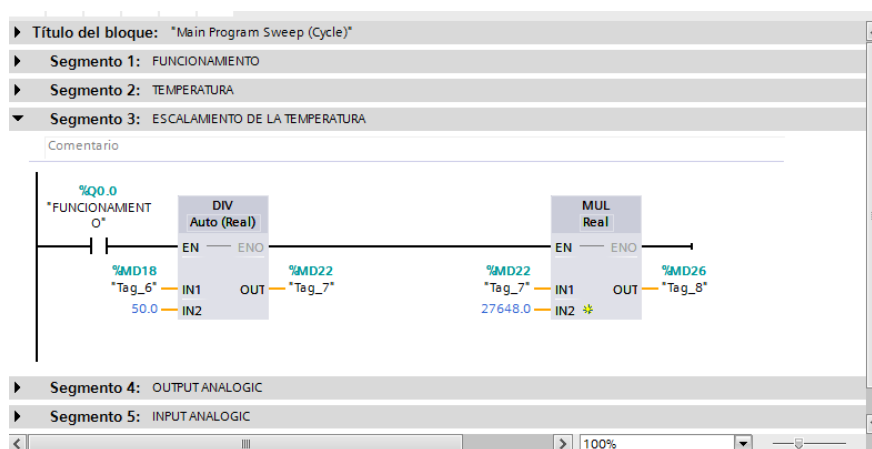 Título del bloque: "Main Program Sweep (Cycle)"
Segmento 1: FUNCIONAMIENTO
Segmento 2: TEMPERATURA
Segmento 3: ESCALAMIENTO DE LA TEMPERATURA
Comentario
%Q0.0
"FUNCIONAMIENT
O"
DIV
Auto (Real)
EN ENO
%MD18
"Tag_6" IN1
50.0 IN2
%MD22
OUT "Tag_7"
MUL
Real
EN ENO
%MD22
"Tag_7" IN1
27648.0 IN2
%MD26
OUT "Tag_8"
Segmento 4: OUTPUT ANALOGIC
Segmento 5: INPUT ANALOGIC
100%